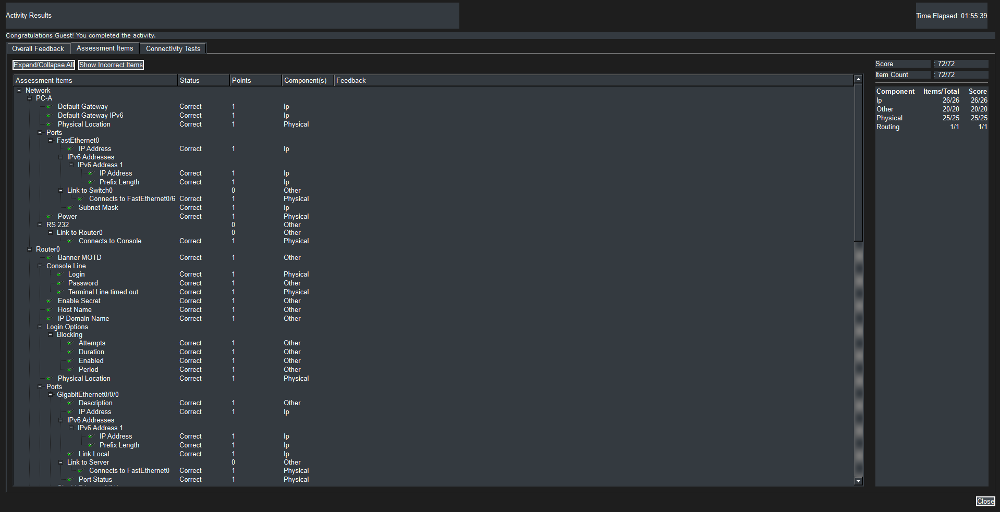 Activity Results
Time Elapsed: 01:55:39
Congratulations Guest! You completed the activity.
Overall Feedback Assessment Items Connectivity Tests
Expand/Collapse All Show Incorrect Items
Assessment Items Status Points Component(s) Feedback
Network
PC-A
Default Gateway Correct 1 Ip
Default Gateway IPv6 Correct 1 Ip
Physical Location Correct 1 Physical
Ports
FastEthernet0
IP Address Correct 1 Ip
IPv6 Addresses
IPv6 Address 1
IP Address Correct 1 Ip
Prefix Length Correct 1 Ip
Link to Switch0 0 Other
Connects to FastEthernet0/6 Correct 1 Physical
Subnet Mask Correct 1 Ip
Power Correct 1 Physical
RS 232 0 Other
Link to Router0 0 Other
Connects to Console Correct 1 Physical
Router0
Banner MOTD Correct 1 Other
Console Line
Login Correct 1 Physical
Password Correct 1 Other
Terminal Line timed out Correct 1 Physical
Enable Secret Correct 1 Other
Host Name Correct 1 Other
IP Domain Name Correct 1 Other
Login Options
Blocking
Attempts Correct 1 Other
Duration Correct 1 Other
Enabled Correct 1 Other
Period Correct 1 Other
Physical Location Correct 1 Physical
Ports
GigabitEthernet0/0/0
Description Correct 1 Other
IP Address Correct 1 Ip
IPv6 Addresses
IPv6 Address 1
IP Address Correct 1 Ip
Prefix Length Correct 1 Ip
Link Local Correct 1 Ip
Link to Server 0 Other
Connects to FastEthernet0 Correct 1 Physical
Port Status Correct 1 Physical
Score : 72/72
Item Count : 72/72
Component Items/Total Score
Ip 26/26 26/26
Other 20/20 20/20
Physical 25/25 25/25
Routing 1/1 1/1
Close